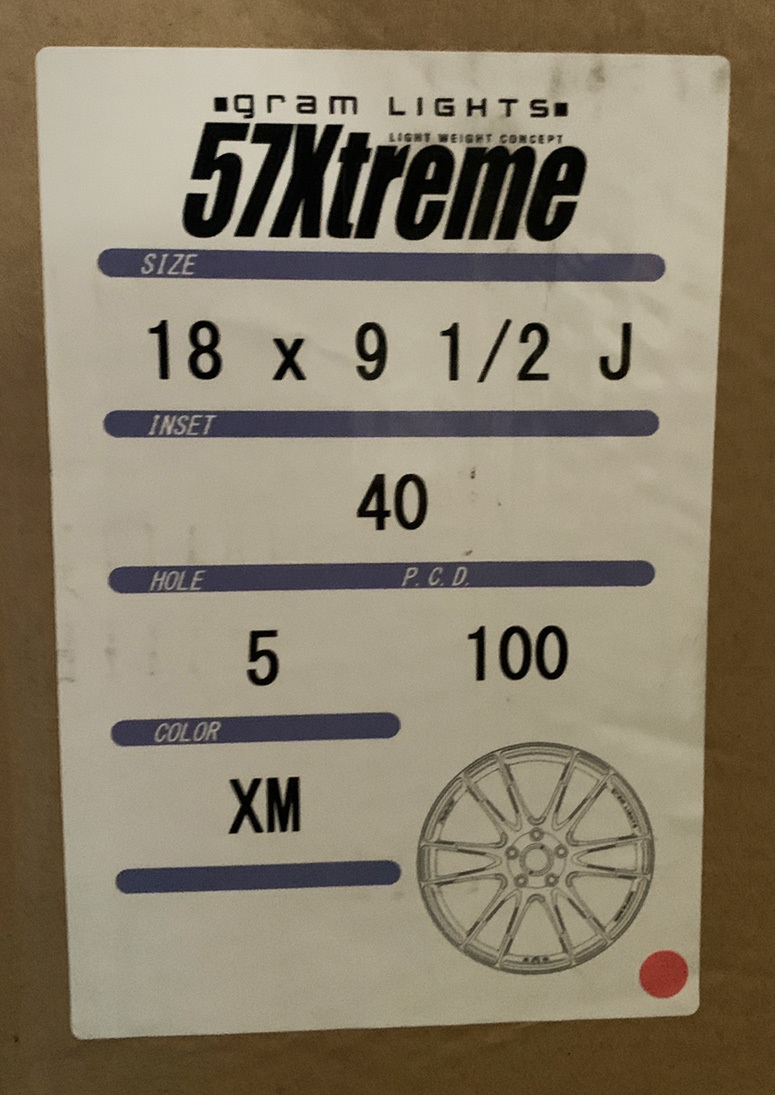 gram LIGHTS
LIGHT WEIGHT CONCEPT
57Xtreme
SIZE
18 x 9 1/2 J
INSET
40
HOLE P.C.D.
5 100
COLOR
XM